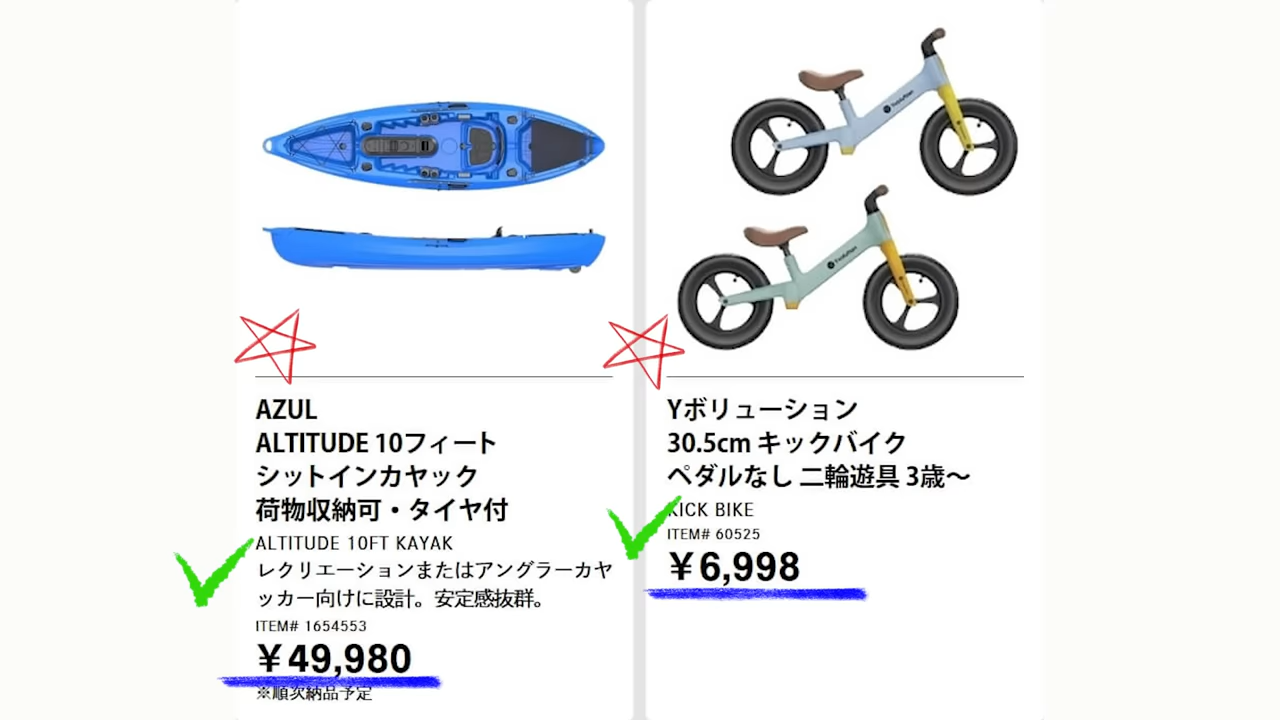 AZUL
ALTITUDE 10フィート
シットインカヤック
荷物収納可・タイヤ付
ALTITUDE 10FT KAYAK
レクリエーションまたはアングラーカヤ
ッカー向けに設計。安定感抜群。
ITEM# 1654553
￥49,980
※順次納品予定
Yボリューション
30.5cm キックバイク
ペダルなし 二輪遊具 3歳～
KICK BIKE
ITEM# 60525
￥6,998